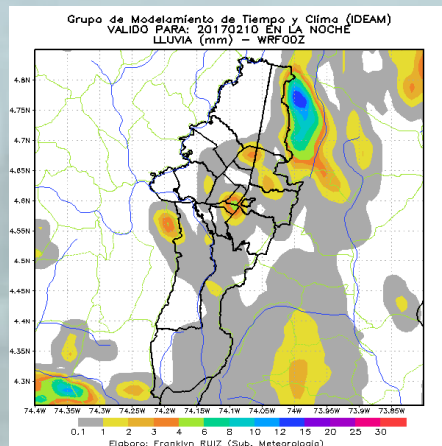 Grupo de Modelamiento de Tiempo y Clima (IDEAM)
VALIDO PARA: 20170210 EN LA NOCHE
LLUVIA (mm) - WRF00Z
4.8N
4.75N
4.7N
4.65N
4.6N
4.55N
4.5N
4.45N
4.4N
4.35N
4.3N
74.4W 74.35W 74.3W 74.25W 74.2W 74.15W 74.1W 74.05W 74W 73.95W 73.9W 73.85W
0.1 1 2 3 4 6 8 10 12 16 20 25 30
Elaboro: Franklyn RUIZ (Sub. Meteorologia)